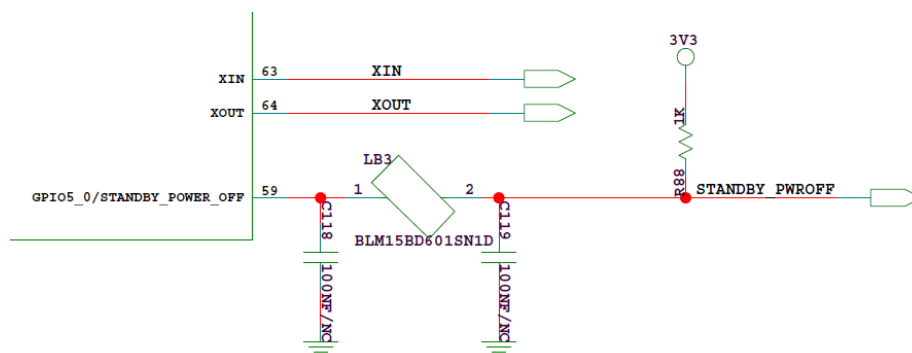 3V3
XIN 63 XIN
1K
XOUT 64 XOUT
LB3
R88
GPIO5_0/STANDBY_POWER_OFF 59 1 2 STANDBY_PWROFF
C118
C119
BLM15BD601SN1D
100NF/NC
100NF/NC